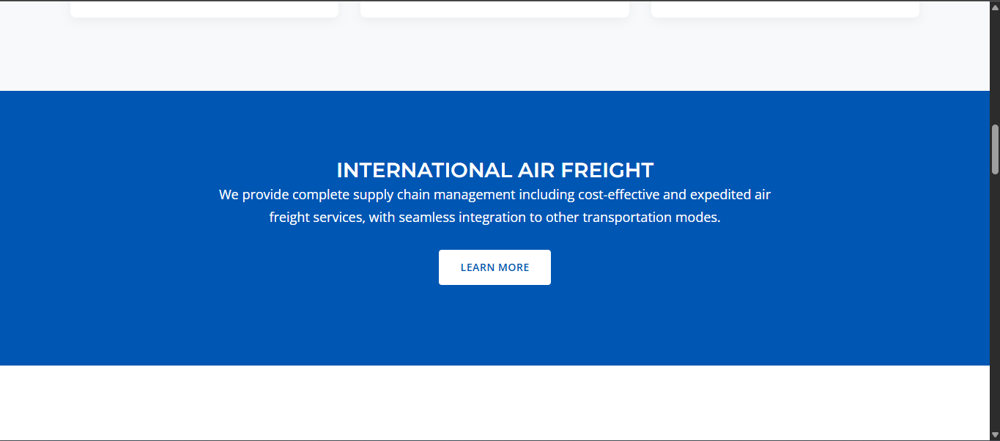 INTERNATIONAL AIR FREIGHT
We provide complete supply chain management including cost-effective and expedited air
freight services, with seamless integration to other transportation modes.
LEARN MORE